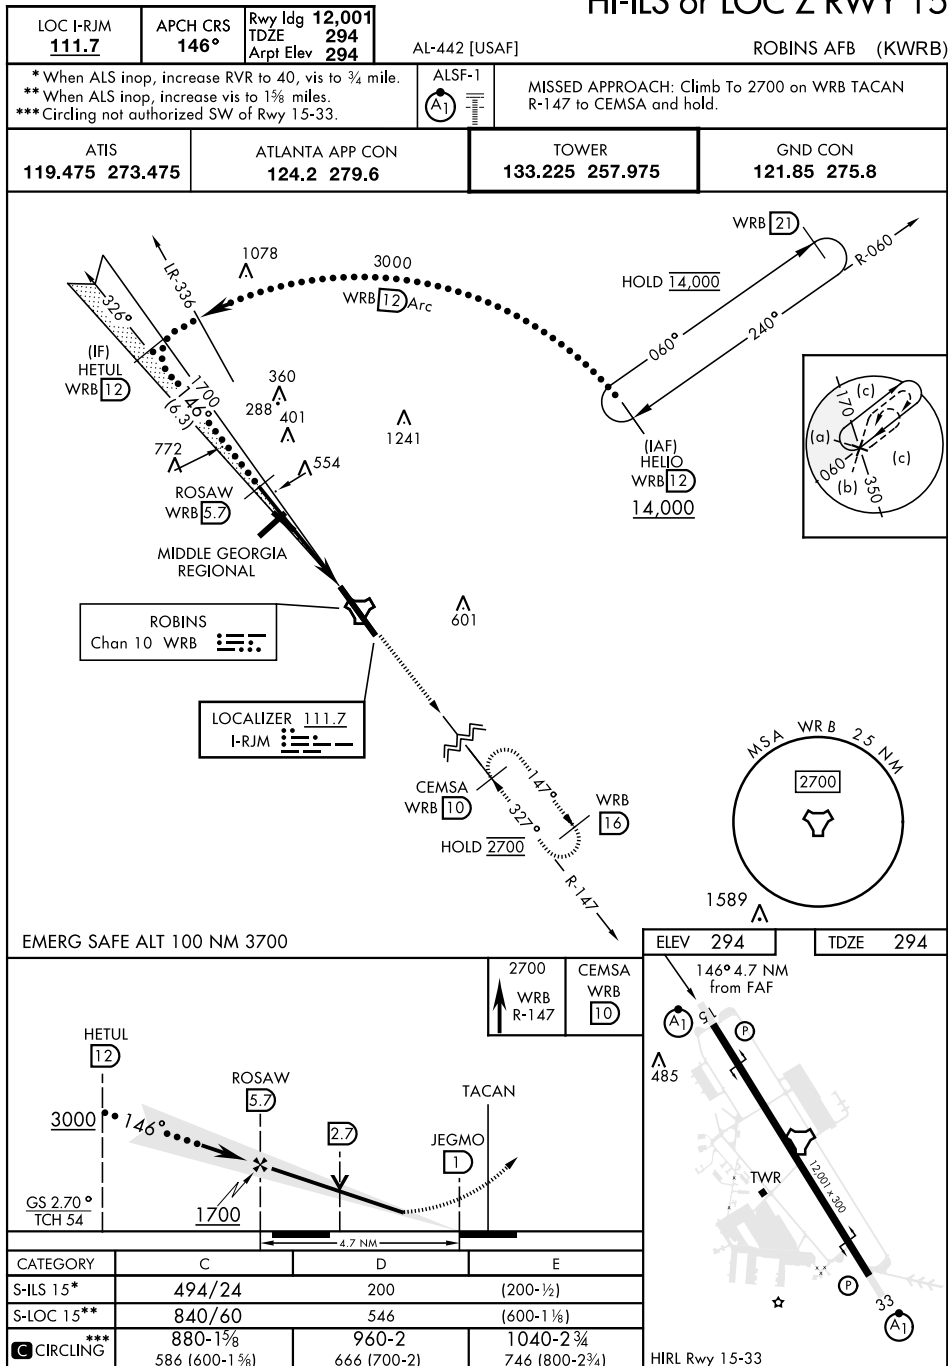 HI-ILS or LOC Z RWY 15
LOC I-RJM
111.7
APCH CRS
146°
Rwy ldg 12,001
TDZE 294
Arpt Elev 294
AL-442 [USAF]
ROBINS AFB (KWRB)
* When ALS inop, increase RVR to 40, vis to ¾ mile.
** When ALS inop, increase vis to 1⅝ miles.
*** Circling not authorized SW of Rwy 15-33.
ALSF-1
A1
MISSED APPROACH: Climb To 2700 on WRB TACAN
R-147 to CEMSA and hold.
ATIS
119.475 273.475
ATLANTA APP CON
124.2 279.6
TOWER
133.225 257.975
GND CON
121.85 275.8
WRB 21
R-060
HOLD 14,000
060°
240°
LR-336
1078
3000
WRB 12 Arc
326°
(IF)
HETUL
WRB 12
1700
146°
(6.3)
360
288
401
1241
772
554
ROSAW
WRB 5.7
(IAF)
HELIO
WRB 12
14,000
170
(c)
(a)
060
(b)
350
(c)
MIDDLE GEORGIA
REGIONAL
ROBINS
Chan 10 WRB
601
LOCALIZER 111.7
I-RJM
CEMSA
WRB 10
147°
327°
WRB
16
HOLD 2700
R-147
MSA WRB 25 NM
2700
1589
EMERG SAFE ALT 100 NM 3700
2700
WRB
R-147
CEMSA
WRB
10
HETUL
12
ROSAW
5.7
3000
146°
2.7
TACAN
JEGMO
1
GS 2.70°
TCH 54
1700
4.7 NM
ELEV 294
TDZE 294
146° 4.7 NM
from FAF
A1
15
P
485
TWR
12,001 x 300
P
33
A1
HIRL Rwy 15-33
CATEGORY C D E
S-ILS 15* 494/24 200 (200-½)
S-LOC 15** 840/60 546 (600-1⅛)
C CIRCLING*** 880-1⅝ 960-2 1040-2¾
586 (600-1⅝) 666 (700-2) 746 (800-2¾)